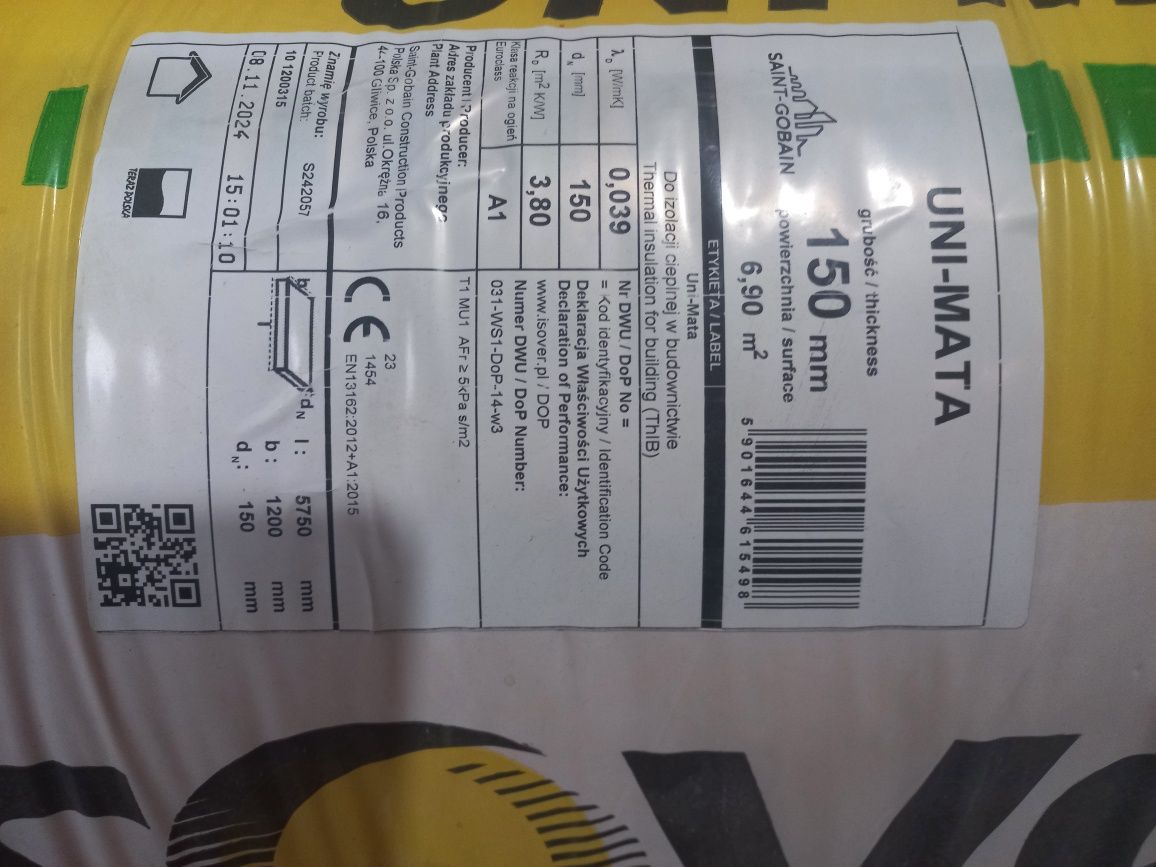 UNI-MATA
grubość / thickness
150 mm
SAINT-GOBAIN
powierzchnia / surface
6,90 m²
5 901644 615498
ETYKIETA / LABEL
Uni-Mata
Do izolacji cieplnej w budownictwie
Thermal insulation for building (ThIB)
λD [W/mK] 0,039
dN [mm] 150
RD [m² K/W] 3,80
Klasa reakcji na ogień
Euroclass
A1
Nr DWU / DoP No =
= Kod identyfikacyjny / Identification Code
Deklaracja Właściwości Użytkowych
Declaration of Performance:
www.isover.pl / DOP
Numer DWU / DoP Number:
031-WS1-DoP-14-w3
Producent / Producer:
Adres zakładu produkcyjnego
Plant Address
Saint-Gobain Construction Products
Polska Sp. z o.o. ul.Okrężna 16,
44-100 Gliwice, Polska
T1 MU1 AFr ≥ 5kPa s/m2
CE
23
1454
EN13162:2012+A1:2015
Znamię wyrobu:
Product batch:
S242057
10 1200315
08.11.2024 15:01:10
b
l
dN
l : 5750 mm
b : 1200 mm
dN : 150 mm
TERAZ POLSKA